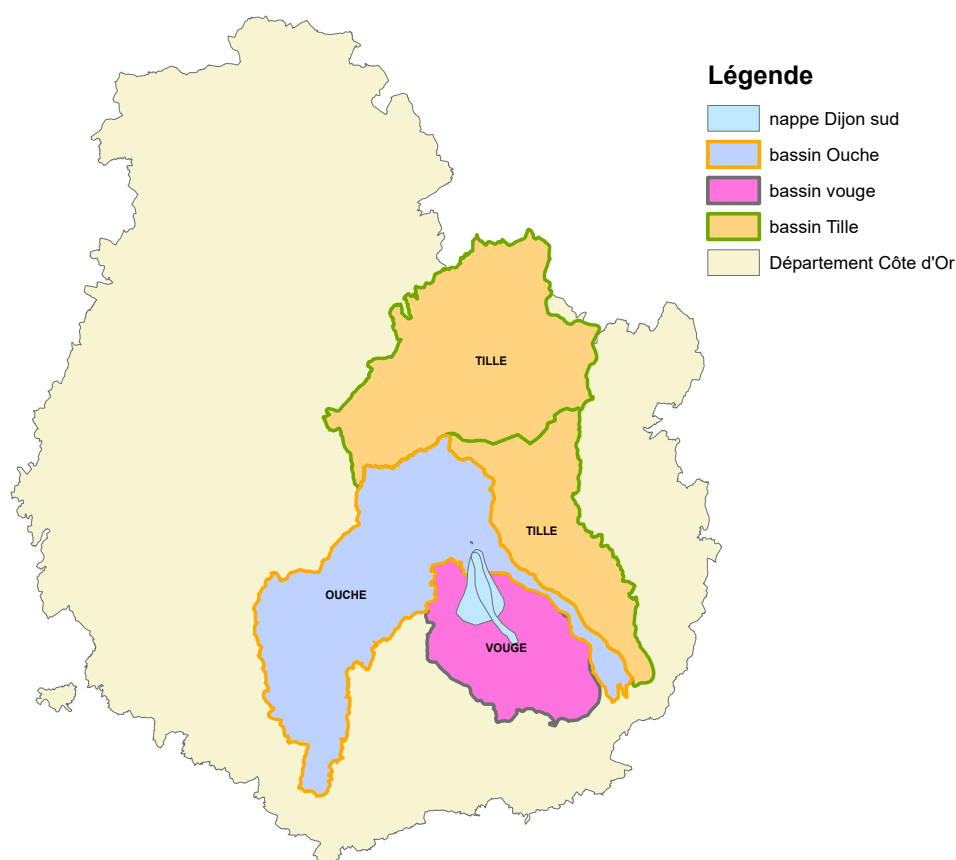 Légende
nappe Dijon sud
bassin Ouche
bassin vouge
bassin Tille
Département Côte d'Or
TILLE
TILLE
OUCHE
VOUGE